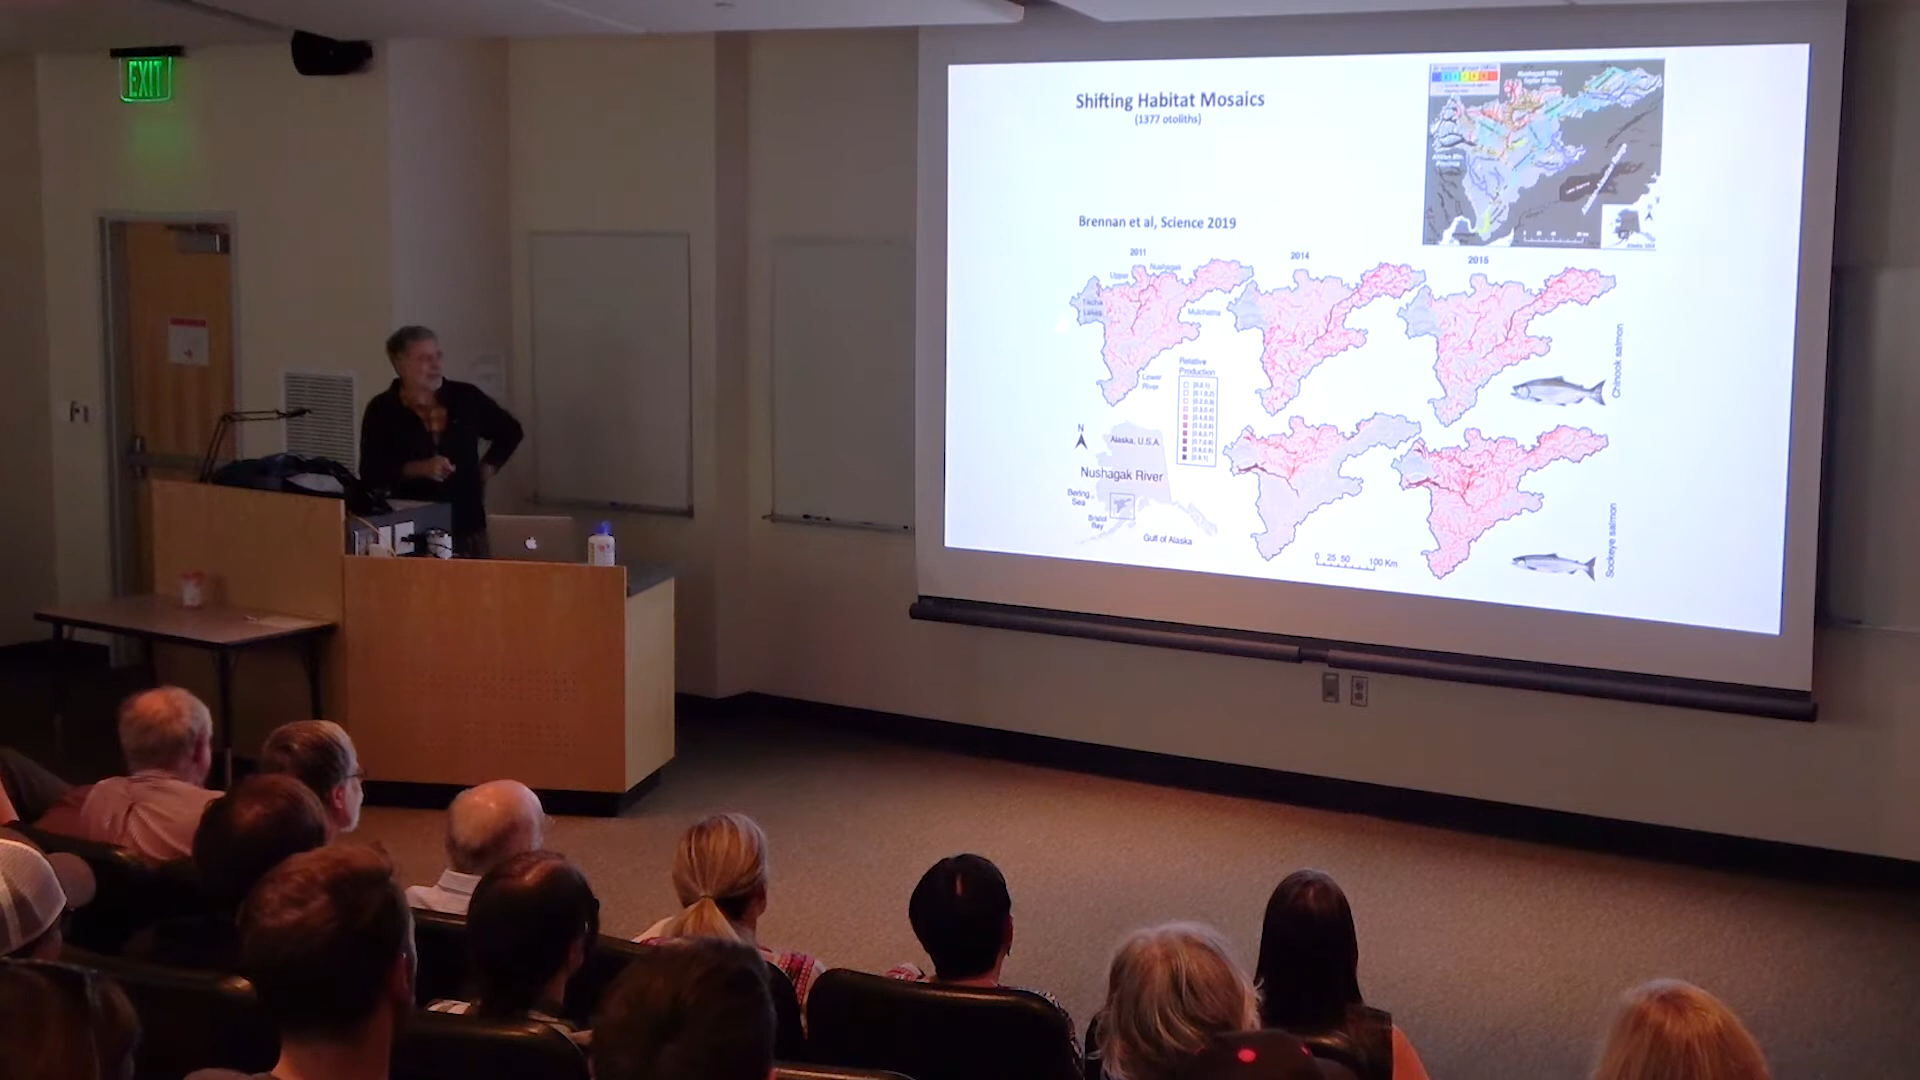 EXIT
Shifting Habitat Mosaics
(1377 otoliths)
Brennan et al, Science 2019
2011
2014
2015
Upper
Nushagak
Tikchik
Lakes
Mulchatna
Lower
River
Relative
Production
Chinook salmon
N
Alaska, U.S.A.
Nushagak River
Bering
Sea
Bristol
Bay
Gulf of Alaska
0 25 50 100 Km
Sockeye salmon